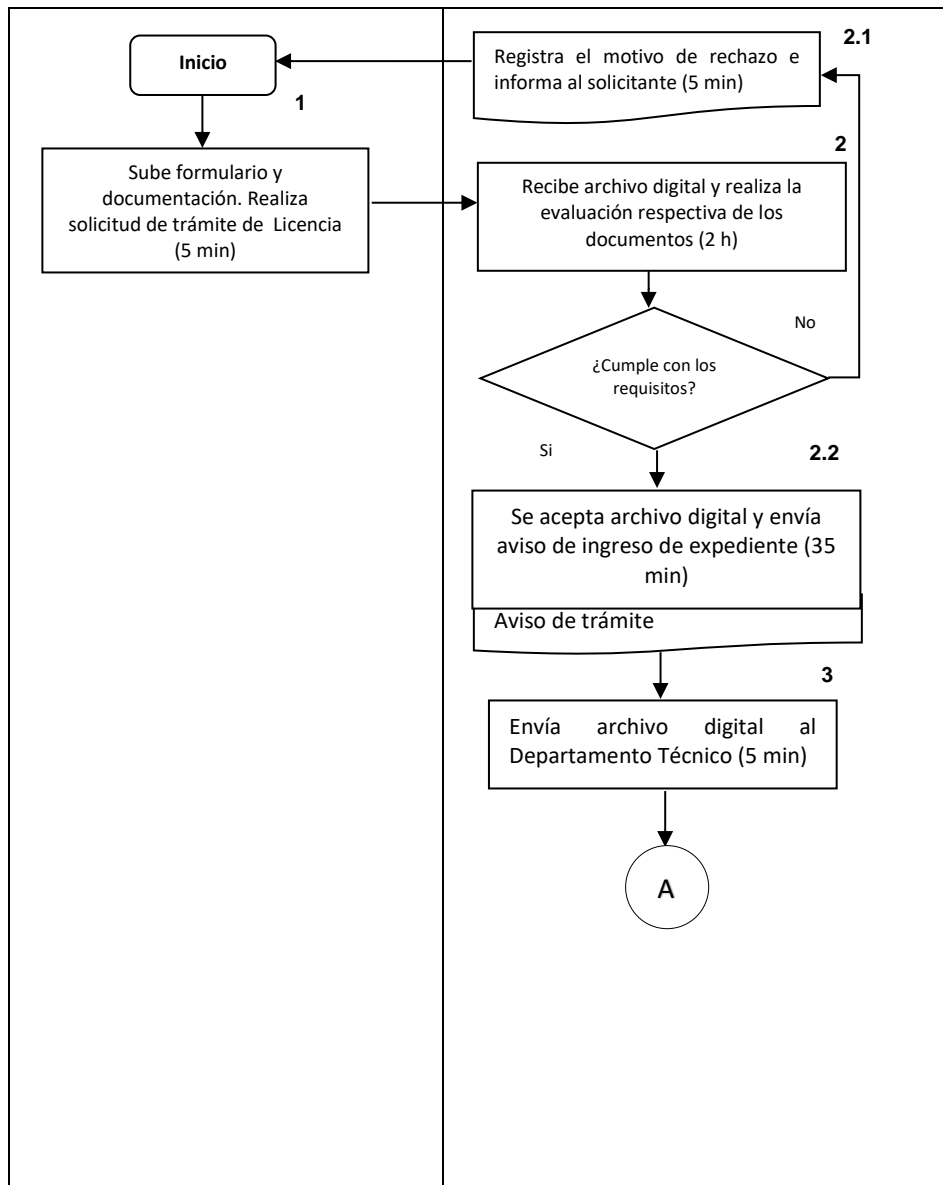 Inicio
1
Sube formulario y
documentación. Realiza
solicitud de trámite de Licencia
(5 min)
2.1
Registra el motivo de rechazo e
informa al solicitante (5 min)
2
Recibe archivo digital y realiza la
evaluación respectiva de los
documentos (2 h)
No
¿Cumple con los
requisitos?
Si
2.2
Se acepta archivo digital y envía
aviso de ingreso de expediente (35
min)
Aviso de trámite
3
Envía archivo digital al
Departamento Técnico (5 min)
A